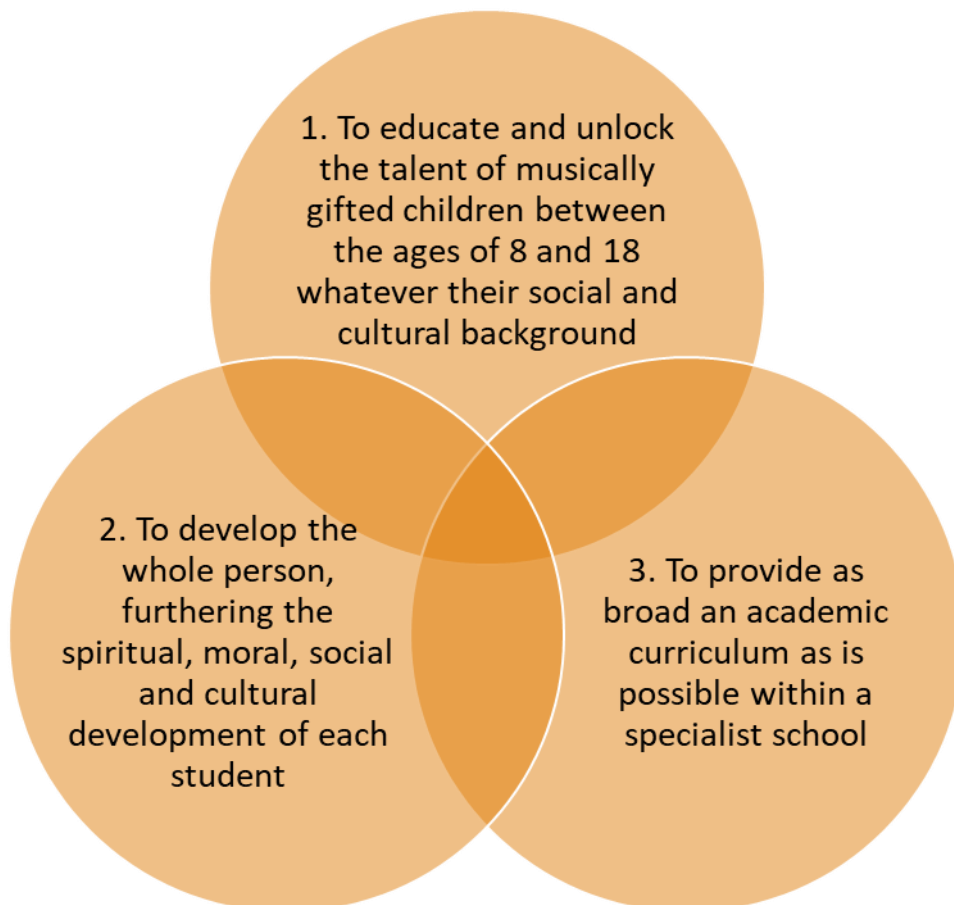 1. To educate and unlock
the talent of musically
gifted children between
the ages of 8 and 18
whatever their social and
cultural background
2. To develop the
whole person,
furthering the
spiritual, moral, social
and cultural
development of each
student
3. To provide as
broad an academic
curriculum as is
possible within a
specialist school